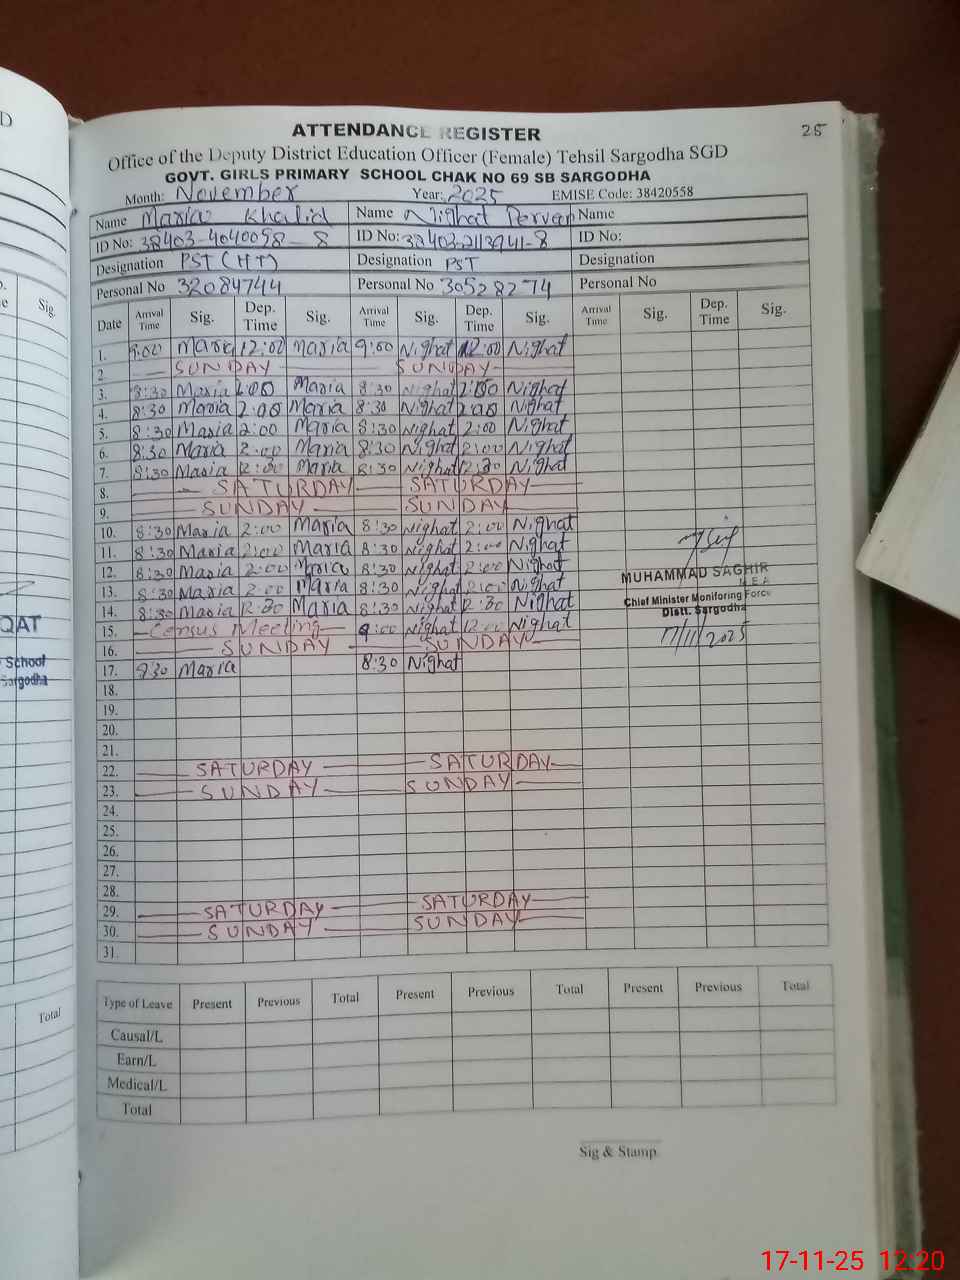 25
ATTENDANCE REGISTER
Office of the Deputy District Education Officer (Female) Tehsil Sargodha SGD
GOVT. GIRLS PRIMARY SCHOOL CHAK NO 69 SB SARGODHA
Month: November Year: 2025 EMISE Code: 38420558
Name Maria Khalid Name Nighat Pervan Name
ID No: 38403-4040098-8 ID No: ID No:
Designation PST (HT) Designation PST Designation
Personal No 32084744 Personal No 30528274 Personal No
Date Arrival Time Sig. Dep. Time Sig. Arrival Time Sig. Dep. Time Sig. Arrival Time Sig. Dep. Time Sig.
1. 9:00 Maria 12:00 Maria 9:00 Nighat 12:00 Nighat
2. SUNDAY SUNDAY
3. 8:30 Maria 2:00 Maria 8:30 Nighat 2:00 Nighat
4. 8:30 Maria 2:00 Maria 8:30 Nighat 2:00 Nighat
5. 8:30 Maria 2:00 Maria 8:30 Nighat 2:00 Nighat
6. 8:30 Maria 2:00 Maria 8:30 Nighat 2:00 Nighat
7. 8:30 Maria Maria 8:30 Nighat 12:30 Nighat
8. SATURDAY SATURDAY
9. SUNDAY SUNDAY
10. 8:30 Maria 2:00 Maria 8:30 Nighat 2:00 Nighat
11. 8:30 Maria 2:00 Maria 8:30 Nighat 2:00 Nighat
12. 8:30 Maria 2:00 Maria 8:30 Nighat 2:00 Nighat
13. 8:30 Maria 2:00 Maria 8:30 Nighat 2:00 Nighat
14. 8:30 Maria 12:30 Maria 8:30 Nighat 12:30 Nighat
15. Census Meeting 9:00 Nighat 12:00 Nighat
16. SUNDAY SUNDAY
17. 8:30 Maria 8:30 Nighat
18.
19.
20.
21.
22. SATURDAY SATURDAY
23. SUNDAY SUNDAY
24.
25.
26.
27.
28.
29. SATURDAY SATURDAY
30. SUNDAY SUNDAY
31.
MUHAMMAD SAGHIR
M.E.A
Chief Minister Monitoring Force
Distt. Sargodha
17/11/2025
Type of Leave Present Previous Total Present Previous Total Present Previous Total
Causal/L
Earn/L
Medical/L
Total
Sig & Stamp
Sig.
QAT
School
Sargodha
Total
17-11-25 12:20